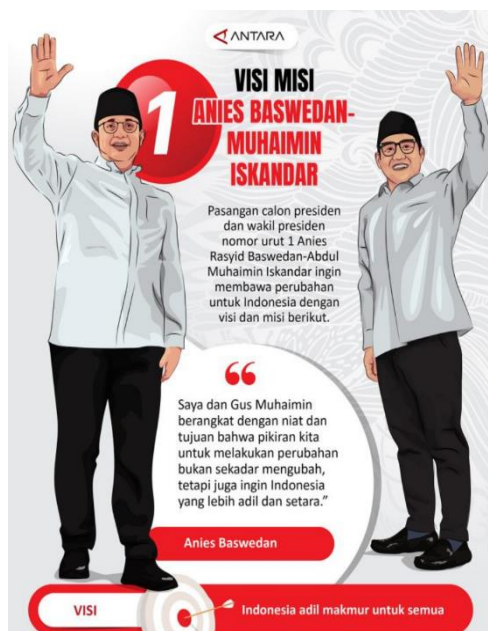 ANTARA
1
VISI MISI
ANIES BASWEDAN-
MUHAIMIN
ISKANDAR
Pasangan calon presiden
dan wakil presiden
nomor urut 1 Anies
Rasyid Baswedan-Abdul
Muhaimin Iskandar ingin
membawa perubahan
untuk Indonesia dengan
visi dan misi berikut.
“
Saya dan Gus Muhaimin
berangkat dengan niat dan
tujuan bahwa pikiran kita
untuk melakukan perubahan
bukan sekadar mengubah,
tetapi juga ingin Indonesia
yang lebih adil dan setara.”
Anies Baswedan
VISI
Indonesia adil makmur untuk semua